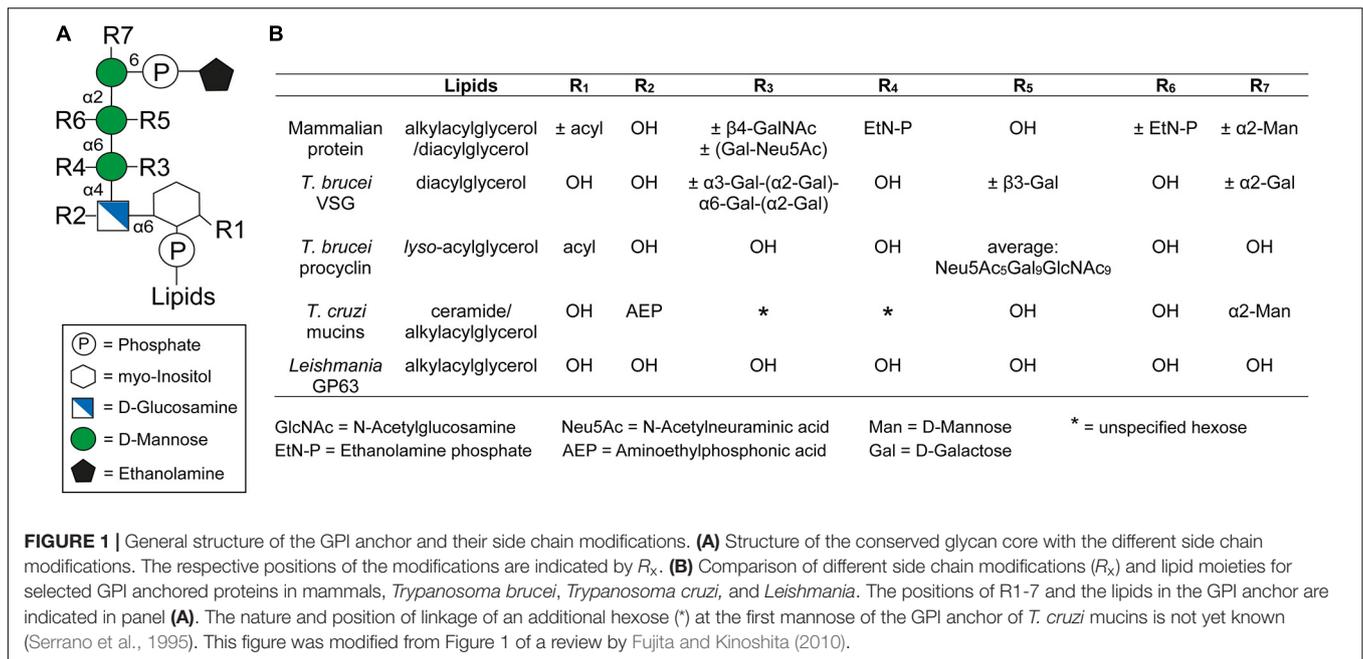 A
R7
6
P
α2
R6
R5
α6
R4
R3
α4
R2
α6
R1
P
Lipids
P = Phosphate
= myo-Inositol
= D-Glucosamine
= D-Mannose
= Ethanolamine
B
Lipids R₁ R₂ R₃ R₄ R₅ R₆ R₇
Mammalian alkylacylglycerol ± acyl OH ± β4-GalNAc EtN-P OH ± EtN-P ± α2-Man
protein /diacylglycerol ± (Gal-Neu5Ac)
T. brucei diacylglycerol OH OH ± α3-Gal-(α2-Gal)- OH ± β3-Gal OH ± α2-Gal
VSG α6-Gal-(α2-Gal)
T. brucei lyso-acylglycerol acyl OH OH OH average: OH OH
procyclin Neu5Ac₅Gal₉GlcNAc₉
T. cruzi ceramide/ OH AEP * * OH OH α2-Man
mucins alkylacylglycerol
Leishmania alkylacylglycerol OH OH OH OH OH OH OH
GP63
GlcNAc = N-Acetylglucosamine Neu5Ac = N-Acetylneuraminic acid Man = D-Mannose * = unspecified hexose
EtN-P = Ethanolamine phosphate AEP = Aminoethylphosphonic acid Gal = D-Galactose
FIGURE 1 | General structure of the GPI anchor and their side chain modifications. (A) Structure of the conserved glycan core with the different side chain
modifications. The respective positions of the modifications are indicated by Rₓ. (B) Comparison of different side chain modifications (Rₓ) and lipid moieties for
selected GPI anchored proteins in mammals, Trypanosoma brucei, Trypanosoma cruzi, and Leishmania. The positions of R1-7 and the lipids in the GPI anchor are
indicated in panel (A). The nature and position of linkage of an additional hexose (*) at the first mannose of the GPI anchor of T. cruzi mucins is not yet known
(Serrano et al., 1995). This figure was modified from Figure 1 of a review by Fujita and Kinoshita (2010).